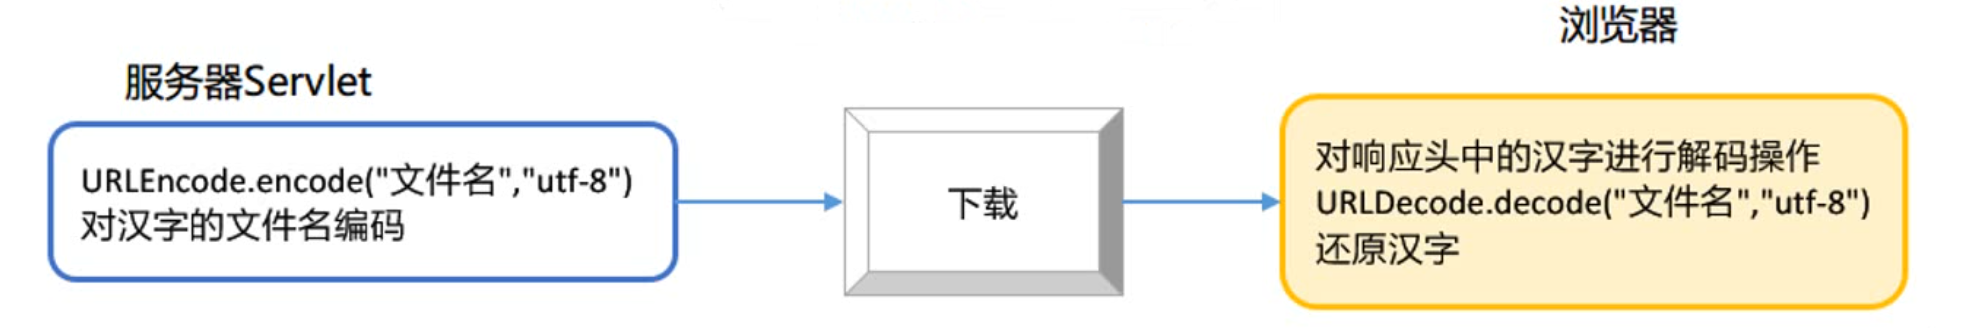 服务器Servlet
URLEncode.encode("文件名","utf-8")
对汉字的文件名编码
下载
浏览器
对响应头中的汉字进行解码操作
URLDecode.decode("文件名","utf-8")
还原汉字